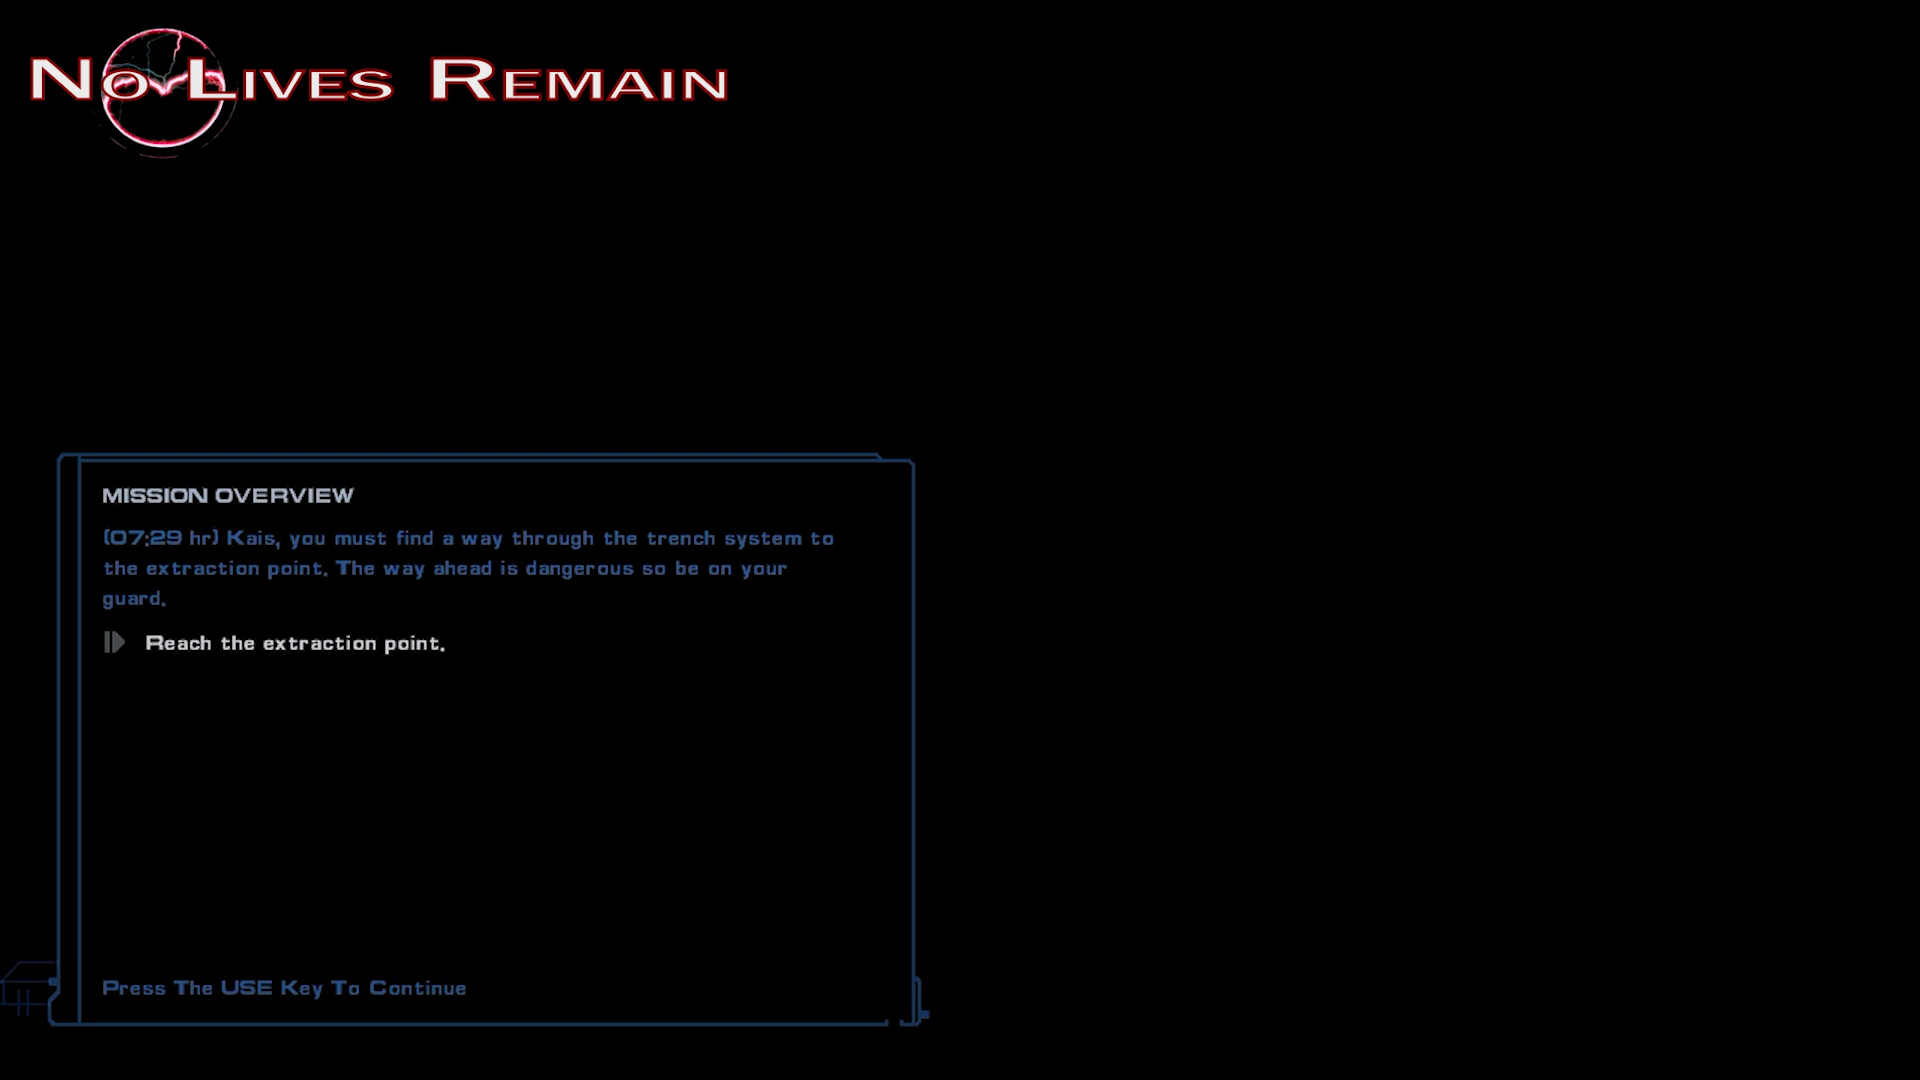 No Lives Remain
MISSION OVERVIEW
(07:29 hr) Kais, you must find a way through the trench system to
the extraction point. The way ahead is dangerous so be on your
guard.
Reach the extraction point.
Press The USE Key To Continue